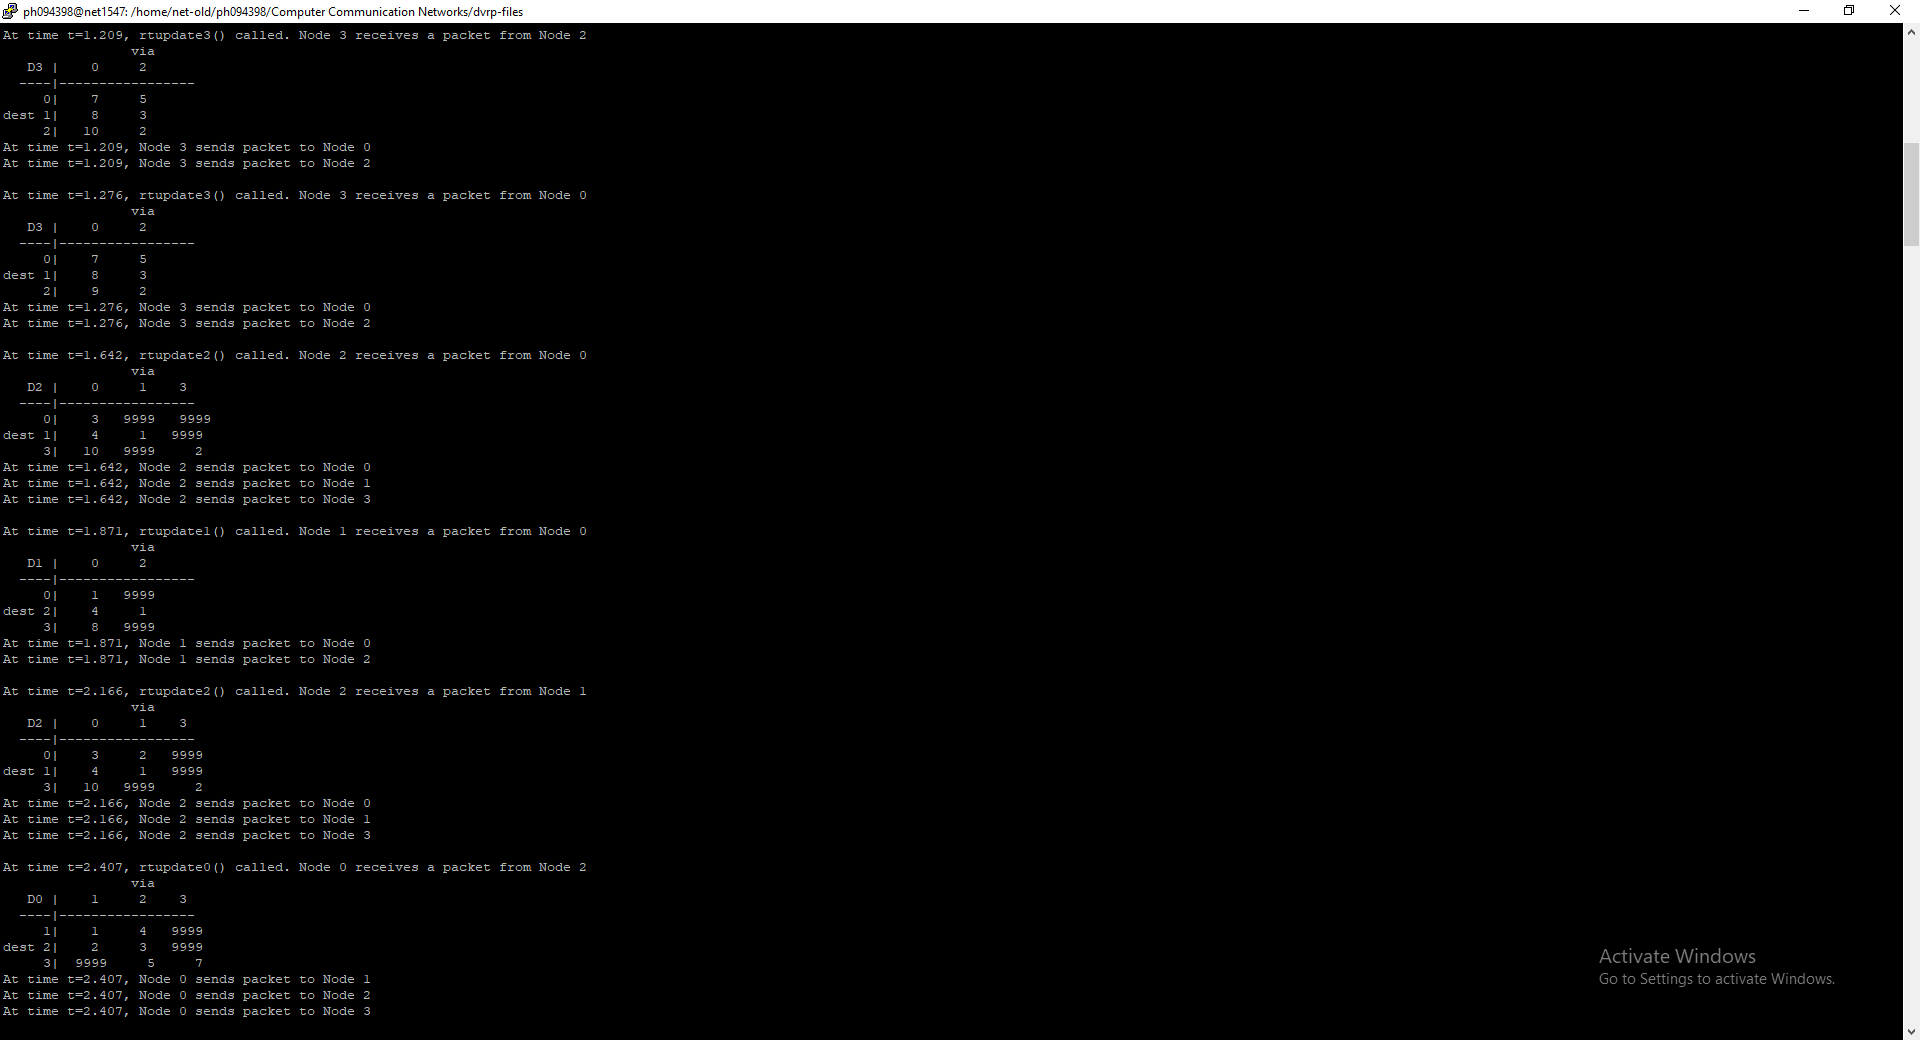 ph094398@net1547: /home/net-old/ph094398/Computer Communication Networks/dvrp-files
At time t=1.209, rtupdate3() called. Node 3 receives a packet from Node 2
                via
   D3 |    0     2
  ----|-----------------
     0|    7     5
dest 1|    8     3
     2|   10     2
At time t=1.209, Node 3 sends packet to Node 0
At time t=1.209, Node 3 sends packet to Node 2

At time t=1.276, rtupdate3() called. Node 3 receives a packet from Node 0
                via
   D3 |    0     2
  ----|-----------------
     0|    7     5
dest 1|    8     3
     2|    9     2
At time t=1.276, Node 3 sends packet to Node 0
At time t=1.276, Node 3 sends packet to Node 2

At time t=1.642, rtupdate2() called. Node 2 receives a packet from Node 0
                via
   D2 |    0     1    3
  ----|-----------------
     0|    3   9999   9999
dest 1|    4     1   9999
     3|   10   9999     2
At time t=1.642, Node 2 sends packet to Node 0
At time t=1.642, Node 2 sends packet to Node 1
At time t=1.642, Node 2 sends packet to Node 3

At time t=1.871, rtupdate1() called. Node 1 receives a packet from Node 0
                via
   D1 |    0     2
  ----|-----------------
     0|    1   9999
dest 2|    4     1
     3|    8   9999
At time t=1.871, Node 1 sends packet to Node 0
At time t=1.871, Node 1 sends packet to Node 2

At time t=2.166, rtupdate2() called. Node 2 receives a packet from Node 1
                via
   D2 |    0     1    3
  ----|-----------------
     0|    3     2   9999
dest 1|    4     1   9999
     3|   10   9999     2
At time t=2.166, Node 2 sends packet to Node 0
At time t=2.166, Node 2 sends packet to Node 1
At time t=2.166, Node 2 sends packet to Node 3

At time t=2.407, rtupdate0() called. Node 0 receives a packet from Node 2
                via
   D0 |    1     2    3
  ----|-----------------
     1|    1     4   9999
dest 2|    2     3   9999
     3|  9999    5     7
At time t=2.407, Node 0 sends packet to Node 1
At time t=2.407, Node 0 sends packet to Node 2
At time t=2.407, Node 0 sends packet to Node 3
Activate Windows
Go to Settings to activate Windows.